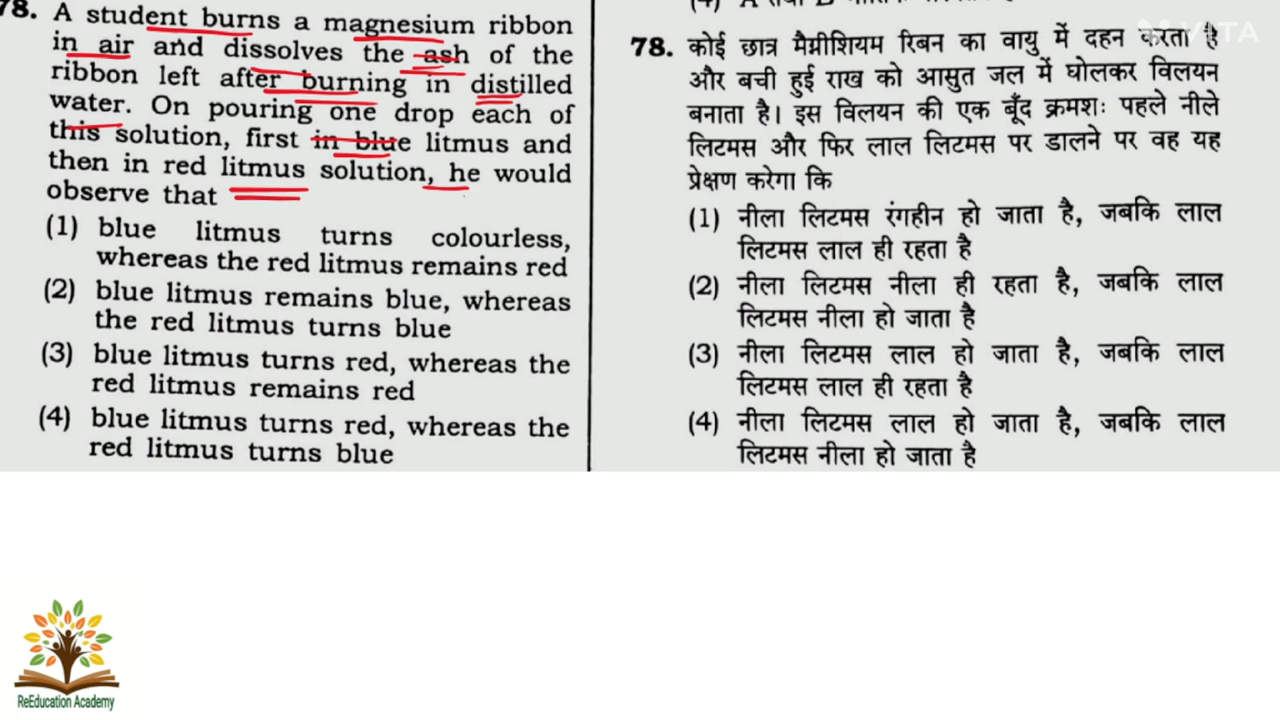 78. A student burns a magnesium ribbon
in air and dissolves the ash of the
ribbon left after burning in distilled
water. On pouring one drop each of
this solution, first in blue litmus and
then in red litmus solution, he would
observe that
(1) blue litmus turns colourless,
whereas the red litmus remains red
(2) blue litmus remains blue, whereas
the red litmus turns blue
(3) blue litmus turns red, whereas the
red litmus remains red
(4) blue litmus turns red, whereas the
red litmus turns blue
78. कोई छात्र मैग्नीशियम रिबन का वायु में दहन करता है
और बची हुई राख को आसुत जल में घोलकर विलयन
बनाता है। इस विलयन की एक बूँद क्रमशः पहले नीले
लिटमस और फिर लाल लिटमस पर डालने पर वह यह
प्रेक्षण करेगा कि
(1) नीला लिटमस रंगहीन हो जाता है, जबकि लाल
लिटमस लाल ही रहता है
(2) नीला लिटमस नीला ही रहता है, जबकि लाल
लिटमस नीला हो जाता है
(3) नीला लिटमस लाल हो जाता है, जबकि लाल
लिटमस लाल ही रहता है
(4) नीला लिटमस लाल हो जाता है, जबकि लाल
लिटमस नीला हो जाता है
VITA
ReEducation Academy